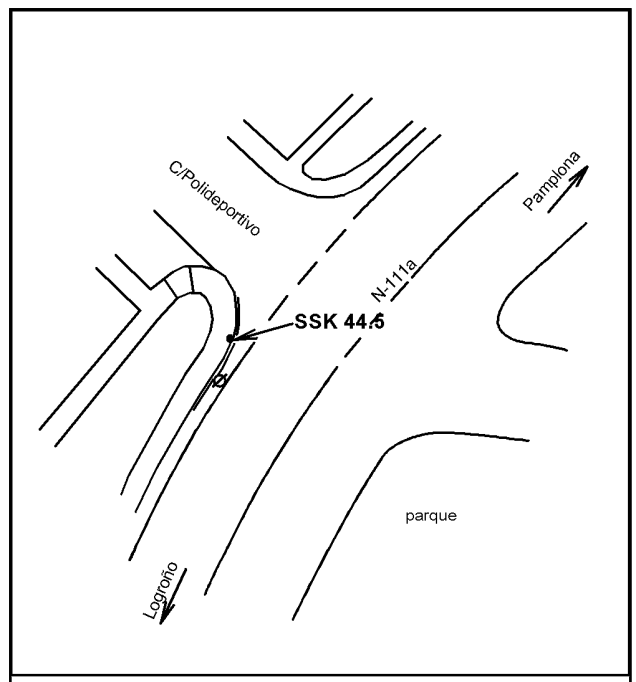 C/Polideportivo
Pamplona
N-111a
SSK 44.5
parque
Logroño